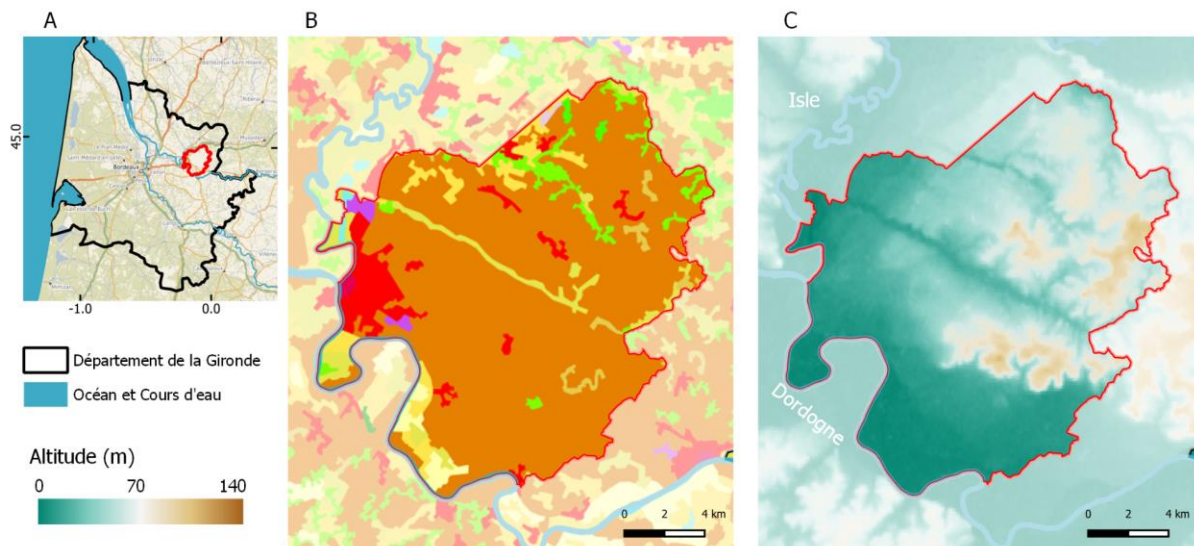 A
B
C
45.0
-1.0
0.0
Bordeaux
Département de la Gironde
Océan et Cours d'eau
Altitude (m)
0
70
140
0
2
4 km
Isle
Dordogne
0
2
4 km